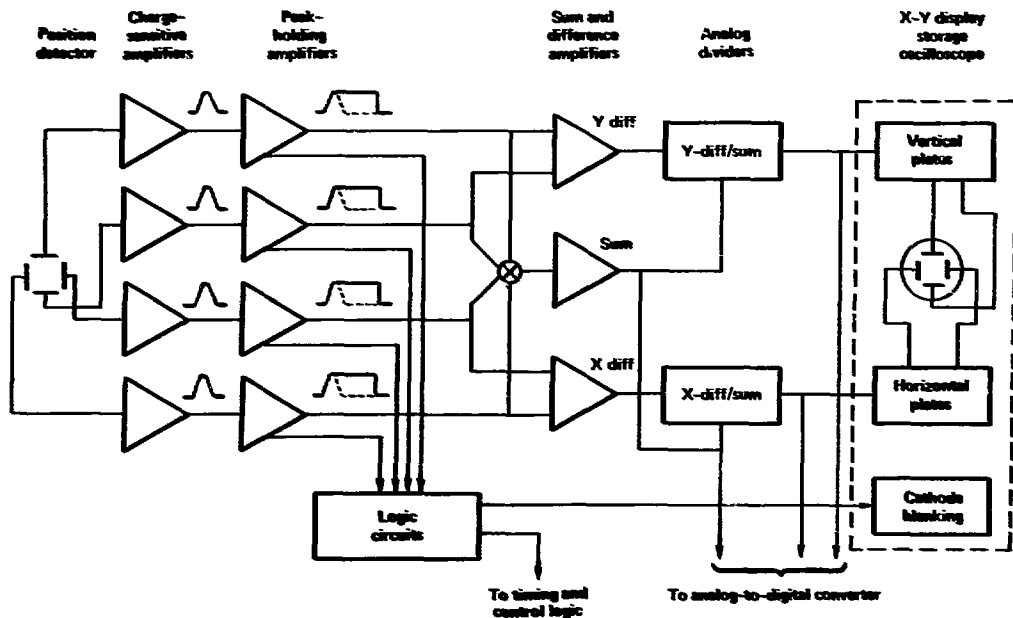 Position
detector
Charge-
sensitive
amplifiers
Peak-
holding
amplifiers
Sum and
difference
amplifiers
Analog
dividers
X-Y display
storage
oscilloscope
Y diff
Y-diff/sum
Vertical
plates
Sum
X diff
X-diff/sum
Horizontal
plates
Logic
circuits
Cathode
blanking
To timing and
control logic
To analog-to-digital converter